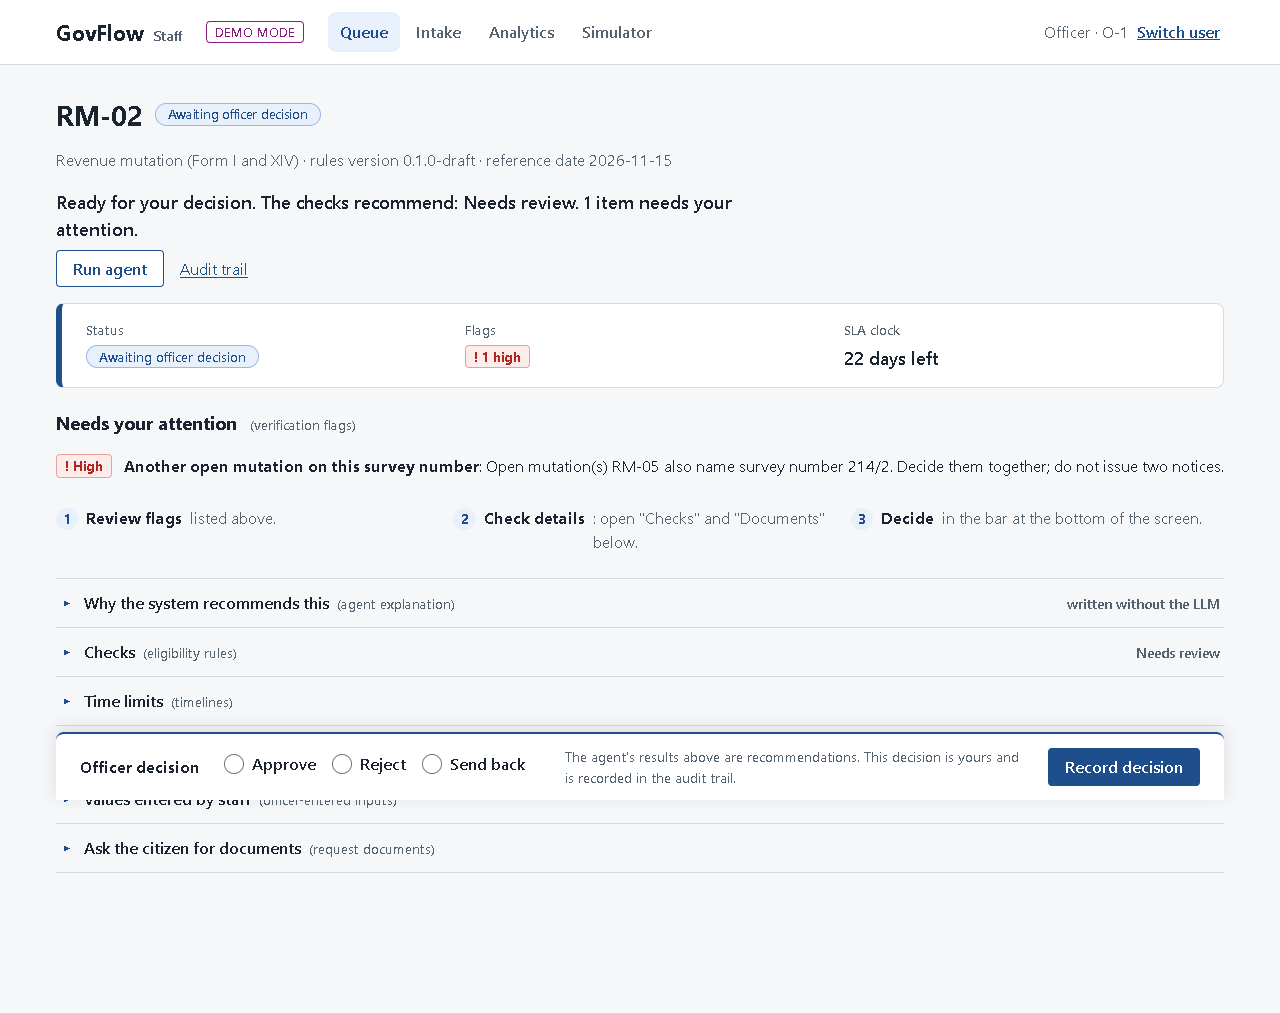 GovFlow Staff DEMO MODE Queue Intake Analytics Simulator Officer · O-1 Switch user
RM-02 Awaiting officer decision
Revenue mutation (Form I and XIV) · rules version 0.1.0-draft · reference date 2026-11-15
Ready for your decision. The checks recommend: Needs review. 1 item needs your
attention.
Run agent Audit trail
Status Flags SLA clock
Awaiting officer decision ! 1 high 22 days left
Needs your attention (verification flags)
! High Another open mutation on this survey number: Open mutation(s) RM-05 also name survey number 214/2. Decide them together; do not issue two notices.
1 Review flags listed above. 2 Check details : open "Checks" and "Documents" 3 Decide in the bar at the bottom of the screen.
below.
Why the system recommends this (agent explanation) written without the LLM
Checks (eligibility rules) Needs review
Time limits (timelines)
Officer decision Approve Reject Send back The agent's results above are recommendations. This decision is yours and
is recorded in the audit trail. Record decision
Values entered by staff (officer-entered inputs)
Ask the citizen for documents (request documents)